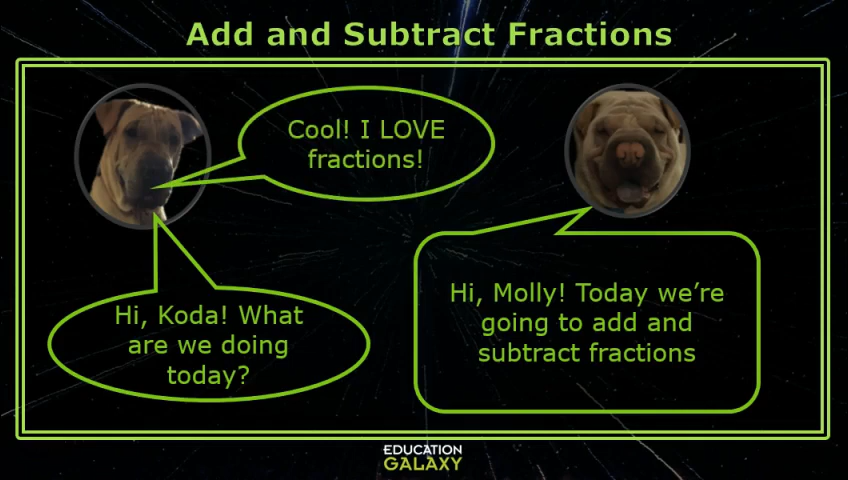 Add and Subtract Fractions
Cool! I LOVE
fractions!
Hi, Koda! What
are we doing
today?
Hi, Molly! Today we’re
going to add and
subtract fractions
EDUCATION
GALAXY